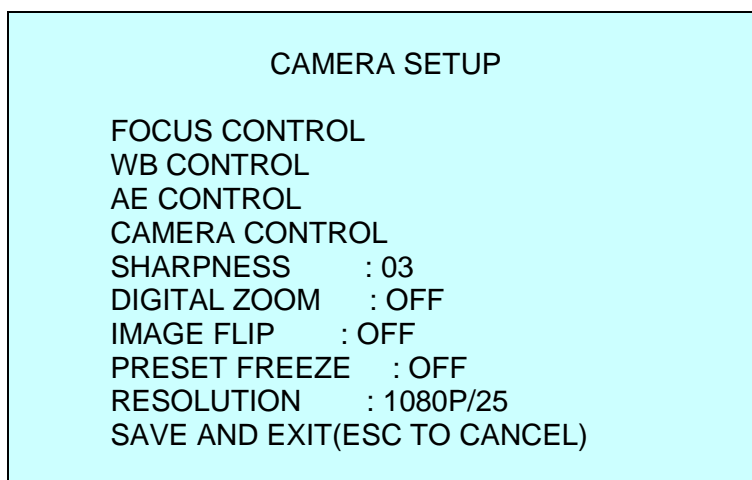 CAMERA SETUP
FOCUS CONTROL
WB CONTROL
AE CONTROL
CAMERA CONTROL
SHARPNESS : 03
DIGITAL ZOOM : OFF
IMAGE FLIP : OFF
PRESET FREEZE : OFF
RESOLUTION : 1080P/25
SAVE AND EXIT(ESC TO CANCEL)